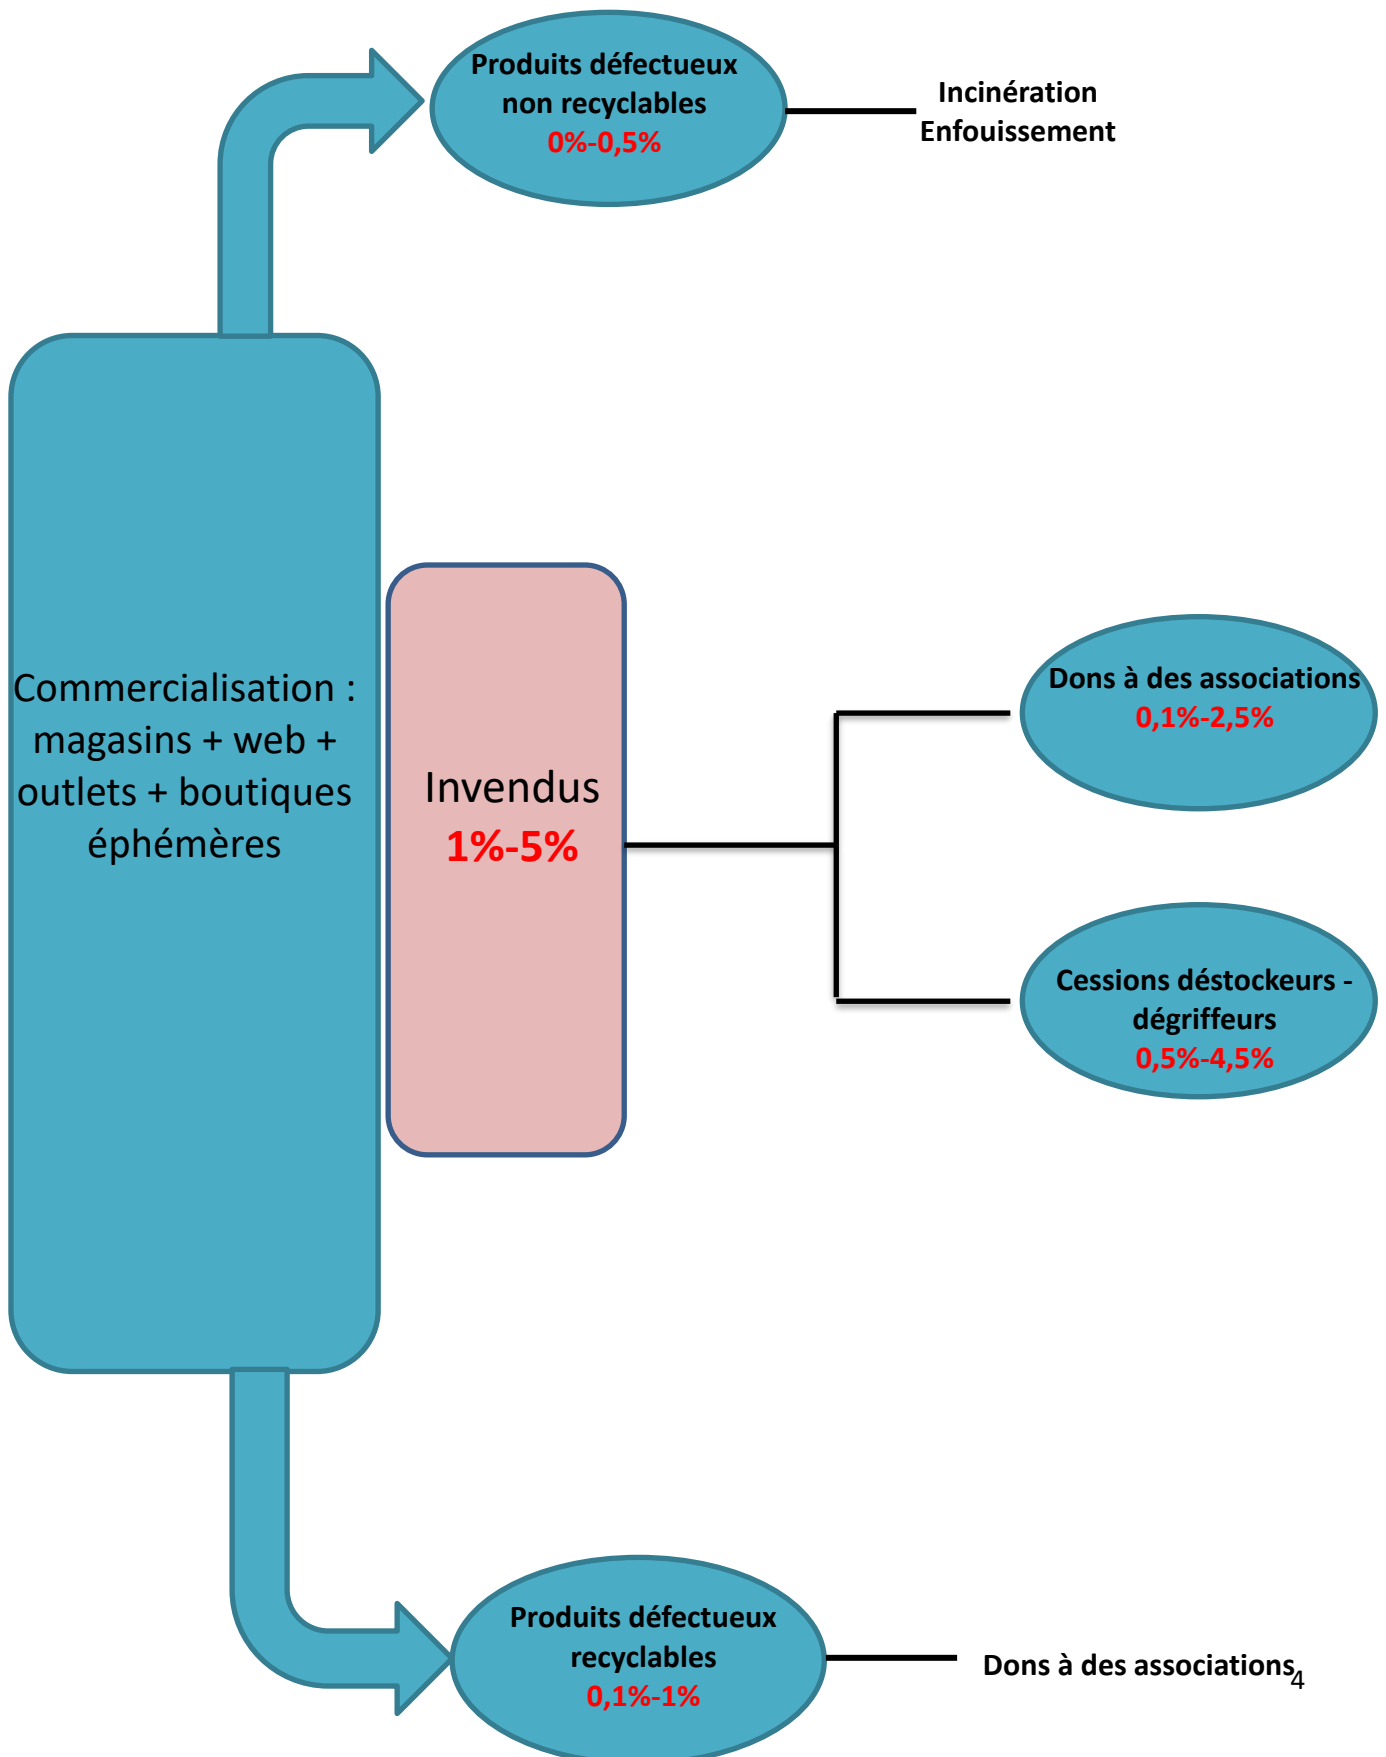 Produits défectueux
non recyclables
0%-0,5%
Incinération
Enfouissement
Commercialisation :
magasins + web +
outlets + boutiques
éphémères
Invendus
1%-5%
Dons à des associations
0,1%-2,5%
Cessions déstockeurs -
dégriffeurs
0,5%-4,5%
Produits défectueux
recyclables
0,1%-1%
Dons à des associations
4